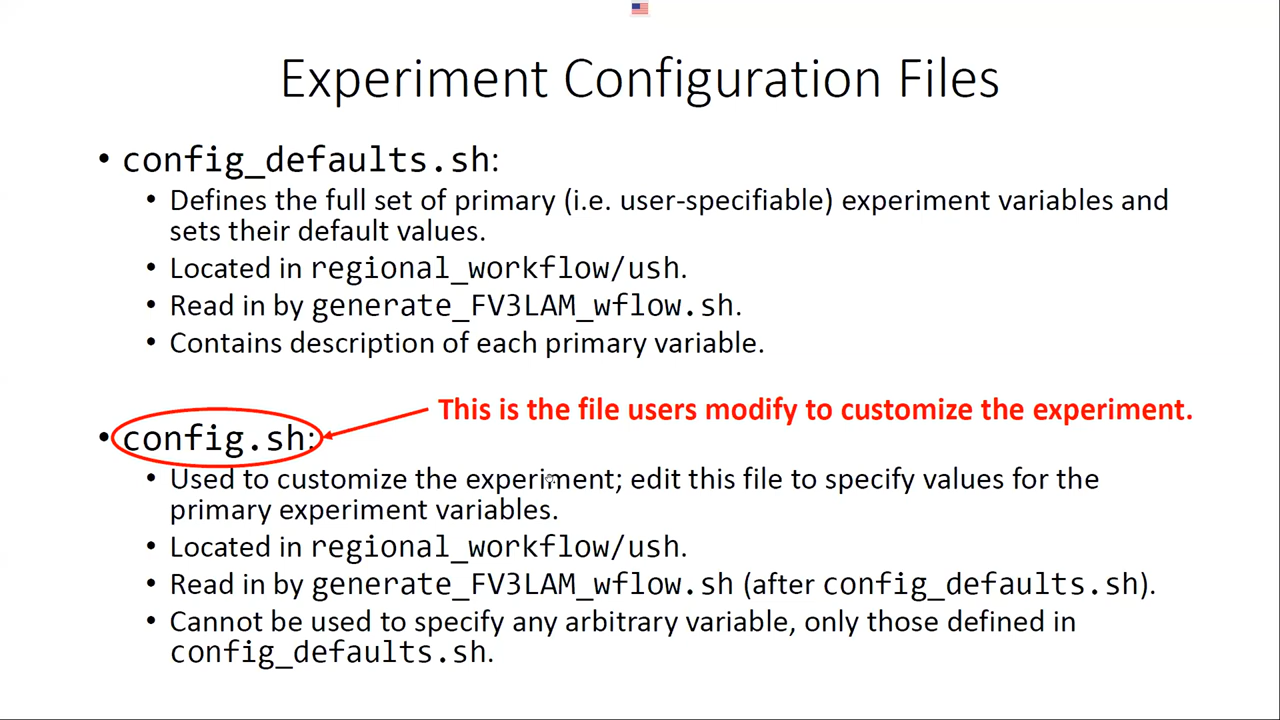 Experiment Configuration Files
• config_defaults.sh:
• Defines the full set of primary (i.e. user-specifiable) experiment variables and
sets their default values.
• Located in regional_workflow/ush.
• Read in by generate_FV3LAM_wflow.sh.
• Contains description of each primary variable.
This is the file users modify to customize the experiment.
• config.sh:
• Used to customize the experiment; edit this file to specify values for the
primary experiment variables.
• Located in regional_workflow/ush.
• Read in by generate_FV3LAM_wflow.sh (after config_defaults.sh).
• Cannot be used to specify any arbitrary variable, only those defined in
config_defaults.sh.